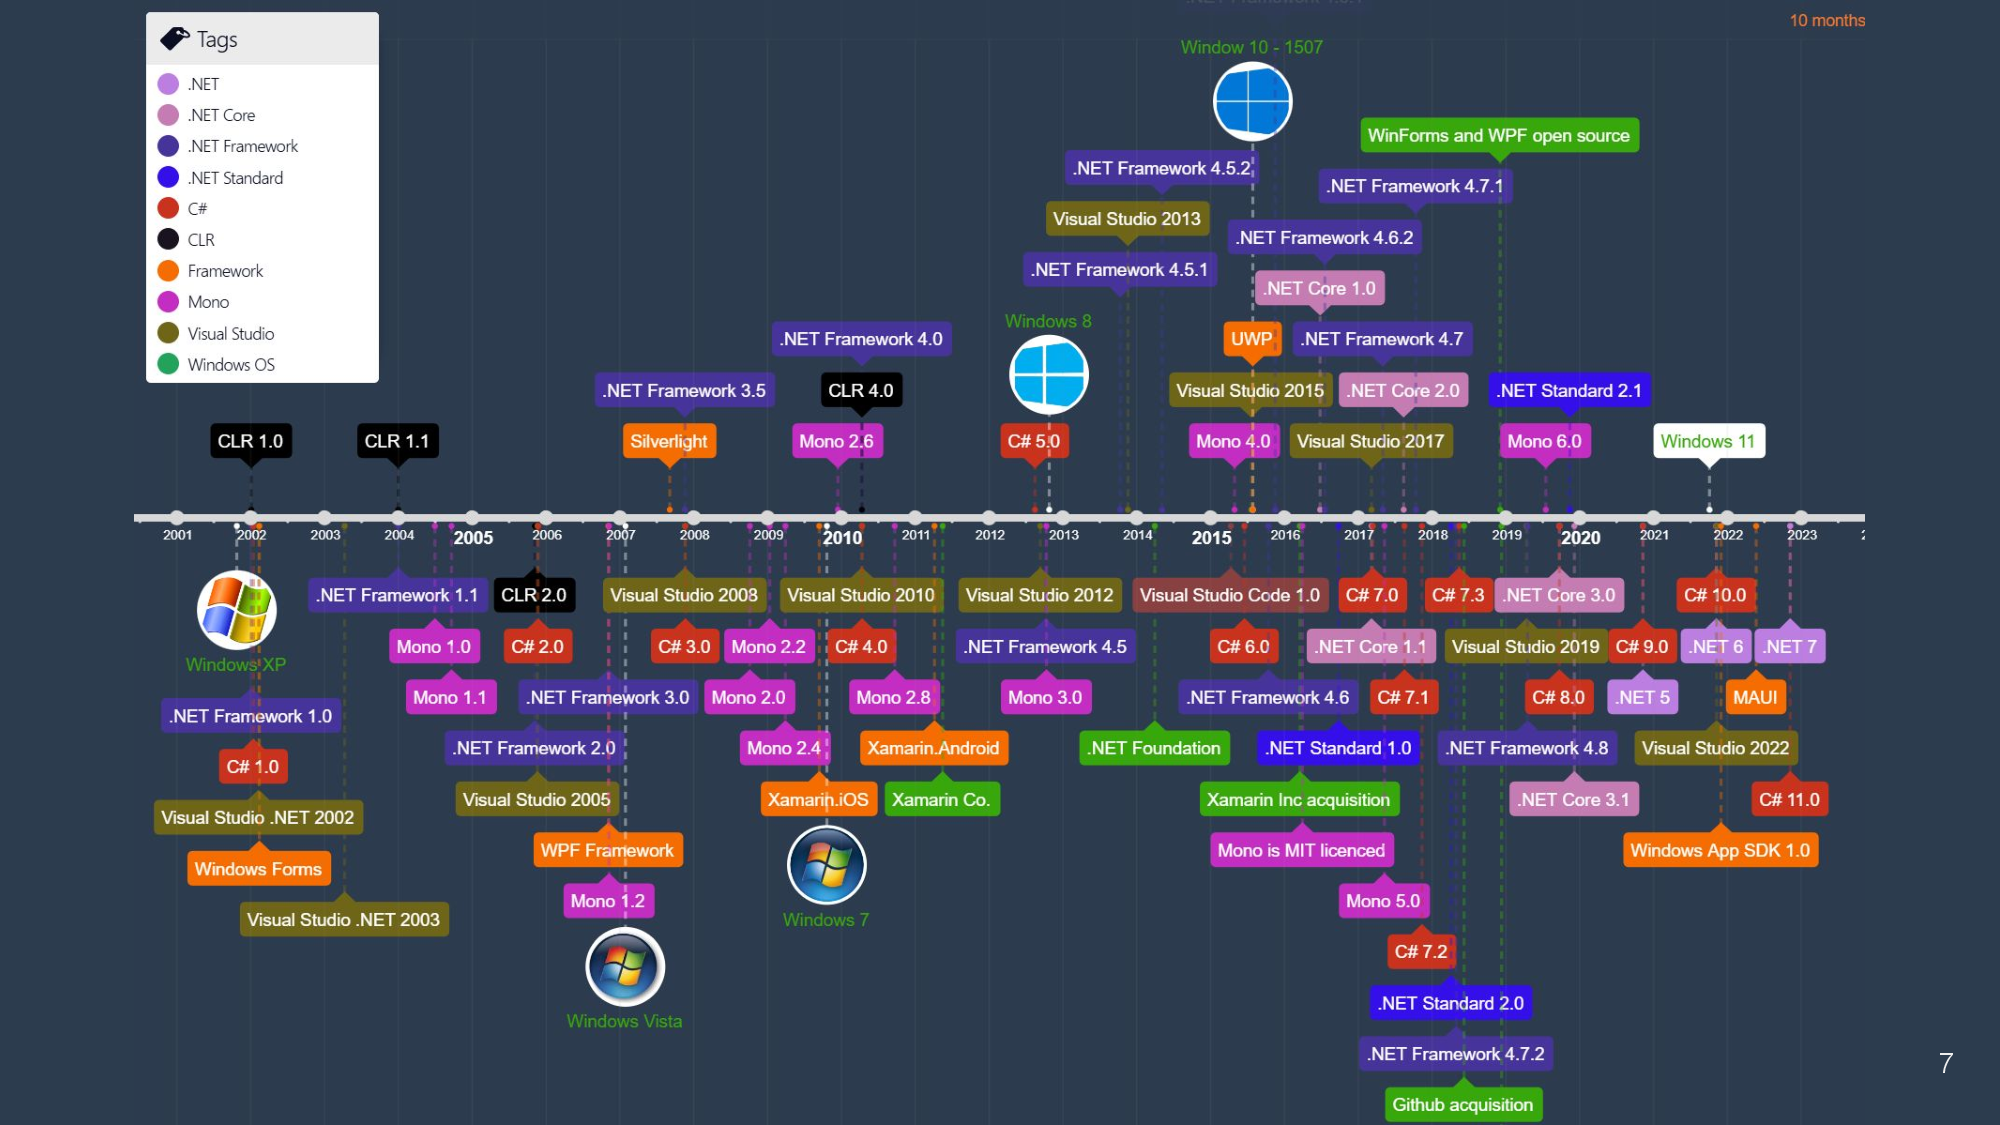 10 months
Tags
.NET
.NET Core
.NET Framework
.NET Standard
C#
CLR
Framework
Mono
Visual Studio
Windows OS
Window 10 - 1507
WinForms and WPF open source
.NET Framework 4.5.2
.NET Framework 4.7.1
Visual Studio 2013
.NET Framework 4.6.2
.NET Framework 4.5.1
.NET Core 1.0
Windows 8
.NET Framework 4.0
UWP
.NET Framework 4.7
.NET Framework 3.5
CLR 4.0
Visual Studio 2015
.NET Core 2.0
.NET Standard 2.1
CLR 1.0
CLR 1.1
Silverlight
Mono 2.6
C# 5.0
Mono 4.0
Visual Studio 2017
Mono 6.0
Windows 11
2001 2002 2003 2004 2005 2006 2007 2008 2009 2010 2011 2012 2013 2014 2015 2016 2017 2018 2019 2020 2021 2022 2023
.NET Framework 1.1
CLR 2.0
Visual Studio 2008
Visual Studio 2010
Visual Studio 2012
Visual Studio Code 1.0
C# 7.0
C# 7.3
.NET Core 3.0
C# 10.0
Windows XP
Mono 1.0
C# 2.0
C# 3.0
Mono 2.2
C# 4.0
.NET Framework 4.5
C# 6.0
.NET Core 1.1
Visual Studio 2019
C# 9.0
.NET 6
.NET 7
Mono 1.1
.NET Framework 3.0
Mono 2.0
Mono 2.8
Mono 3.0
.NET Framework 4.6
C# 7.1
C# 8.0
.NET 5
MAUI
.NET Framework 1.0
.NET Framework 2.0
Mono 2.4
Xamarin.Android
.NET Foundation
.NET Standard 1.0
.NET Framework 4.8
Visual Studio 2022
C# 1.0
Visual Studio 2005
Xamarin.iOS
Xamarin Co.
Xamarin Inc acquisition
.NET Core 3.1
C# 11.0
Visual Studio .NET 2002
WPF Framework
Mono is MIT licenced
Windows App SDK 1.0
Windows Forms
Mono 1.2
Mono 5.0
Visual Studio .NET 2003
Windows 7
C# 7.2
Windows Vista
.NET Standard 2.0
.NET Framework 4.7.2
Github acquisition
7